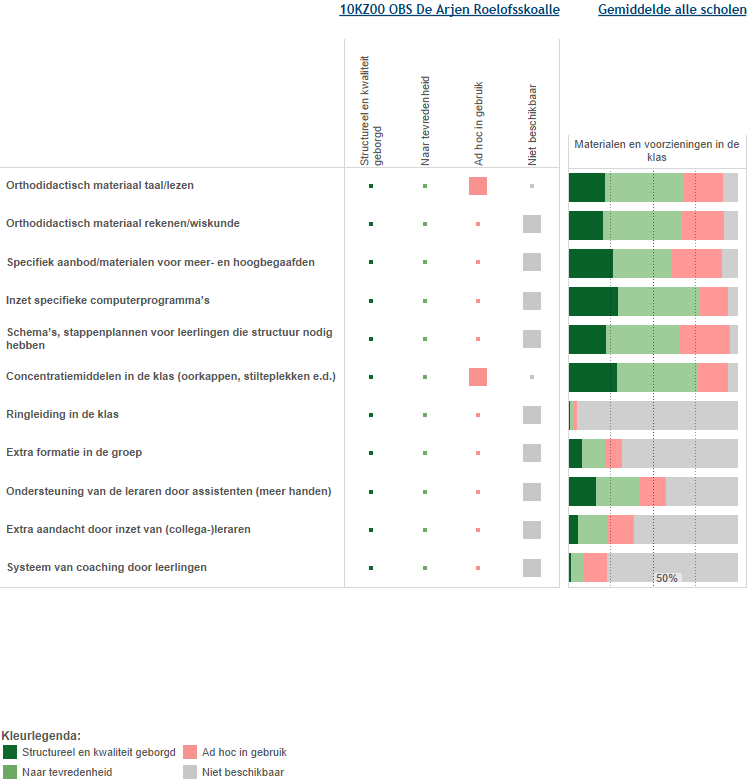 10KZ00 OBS De Arjen Roelofsskoalle
Gemiddelde alle scholen
Structureel en kwaliteit
geborgd
Naar tevredenheid
Ad hoc in gebruik
Niet beschikbaar
Materialen en voorzieningen in de
klas
Orthodidactisch materiaal taal/lezen
Orthodidactisch materiaal rekenen/wiskunde
Specifiek aanbod/materialen voor meer- en hoogbegaafden
Inzet specifieke computerprogramma's
Schema's, stappenplannen voor leerlingen die structuur nodig
hebben
Concentratiemiddelen in de klas (oorkappen, stilteplekken e.d.)
Ringleiding in de klas
Extra formatie in de groep
Ondersteuning van de leraren door assistenten (meer handen)
Extra aandacht door inzet van (collega-)leraren
Systeem van coaching door leerlingen
50%
Kleurlegenda:
Structureel en kwaliteit geborgd
Ad hoc in gebruik
Naar tevredenheid
Niet beschikbaar